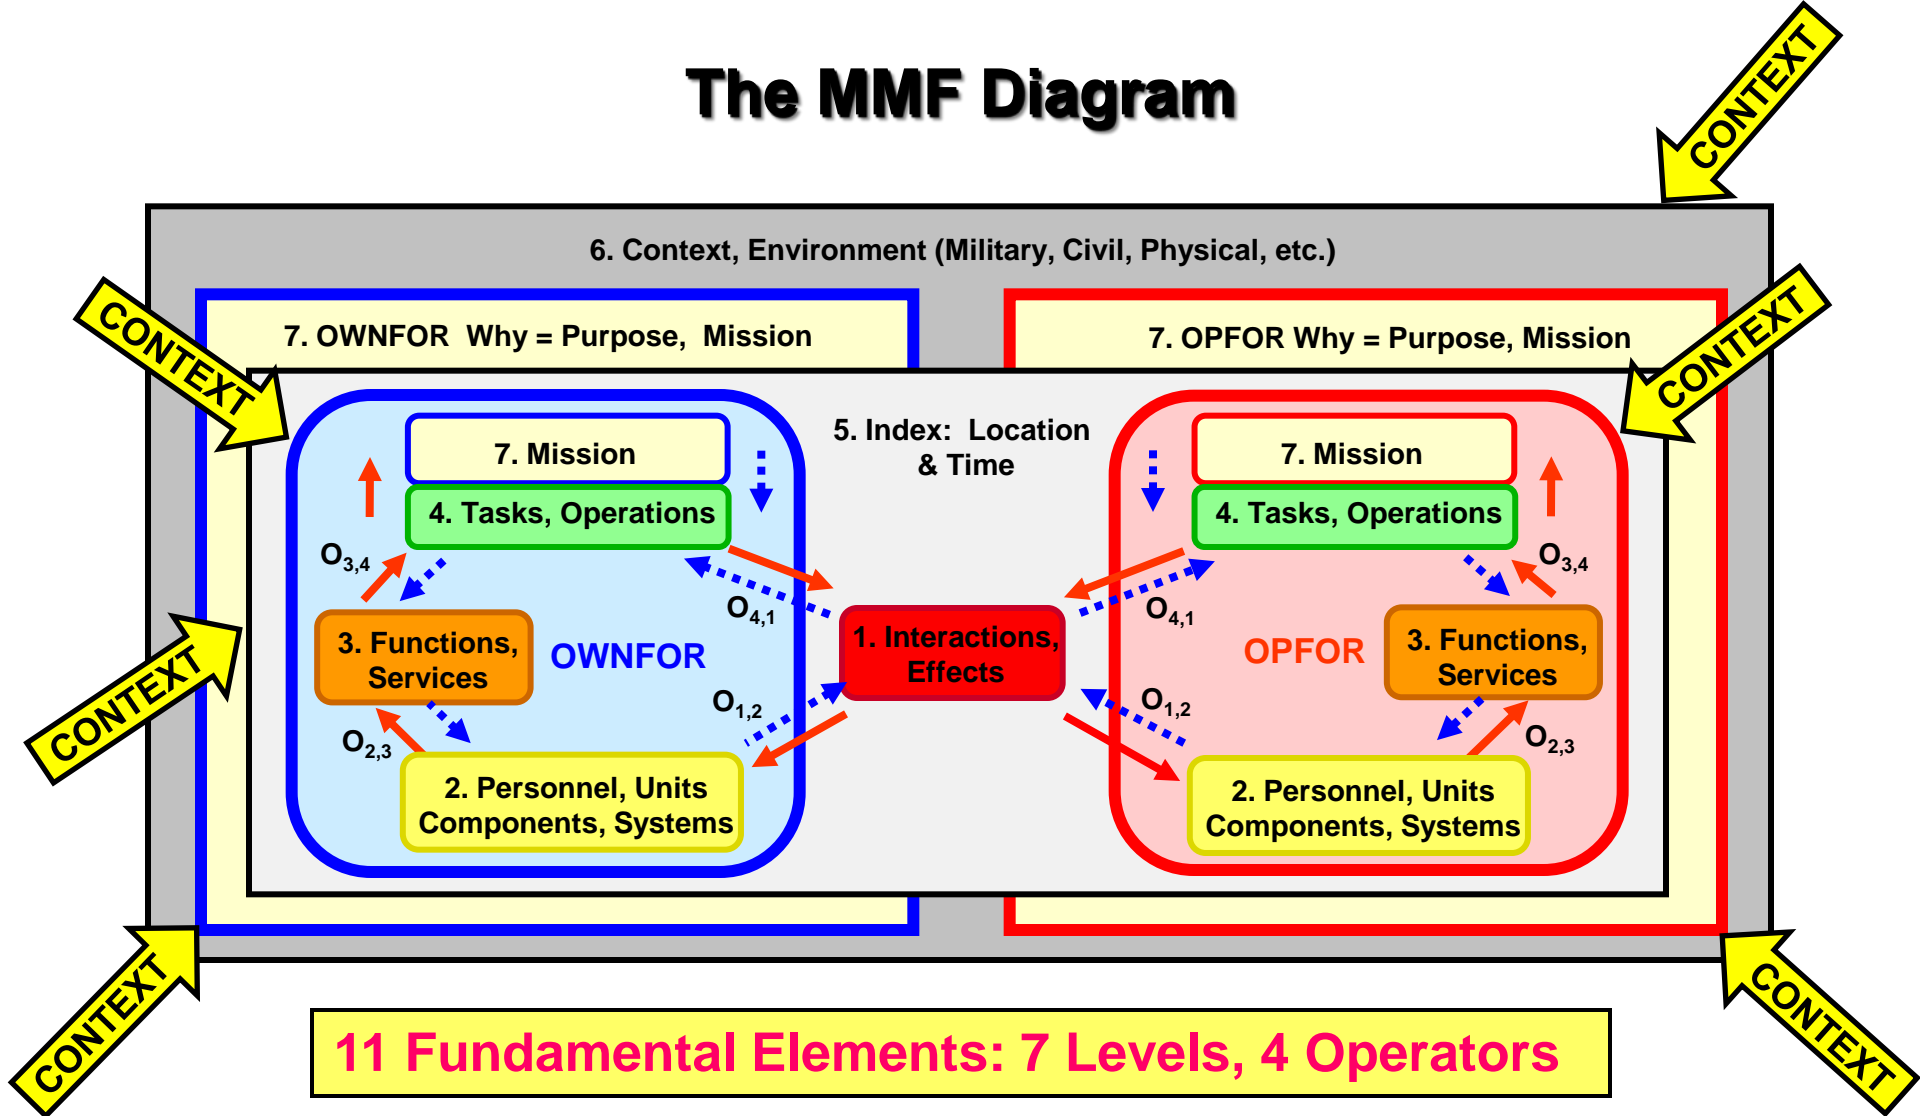 The MMF Diagram
CONTEXT
6. Context, Environment (Military, Civil, Physical, etc.)
CONTEXT
7. OWNFOR Why = Purpose, Mission
7. OPFOR Why = Purpose, Mission
CONTEXT
7. Mission
4. Tasks, Operations
O3,4
O4,1
3. Functions,
Services
OWNFOR
O1,2
O2,3
2. Personnel, Units
Components, Systems
5. Index: Location
& Time
1. Interactions,
Effects
7. Mission
4. Tasks, Operations
O3,4
O4,1
OPFOR
3. Functions,
Services
O1,2
O2,3
2. Personnel, Units
Components, Systems
CONTEXT
CONTEXT
CONTEXT
11 Fundamental Elements: 7 Levels, 4 Operators